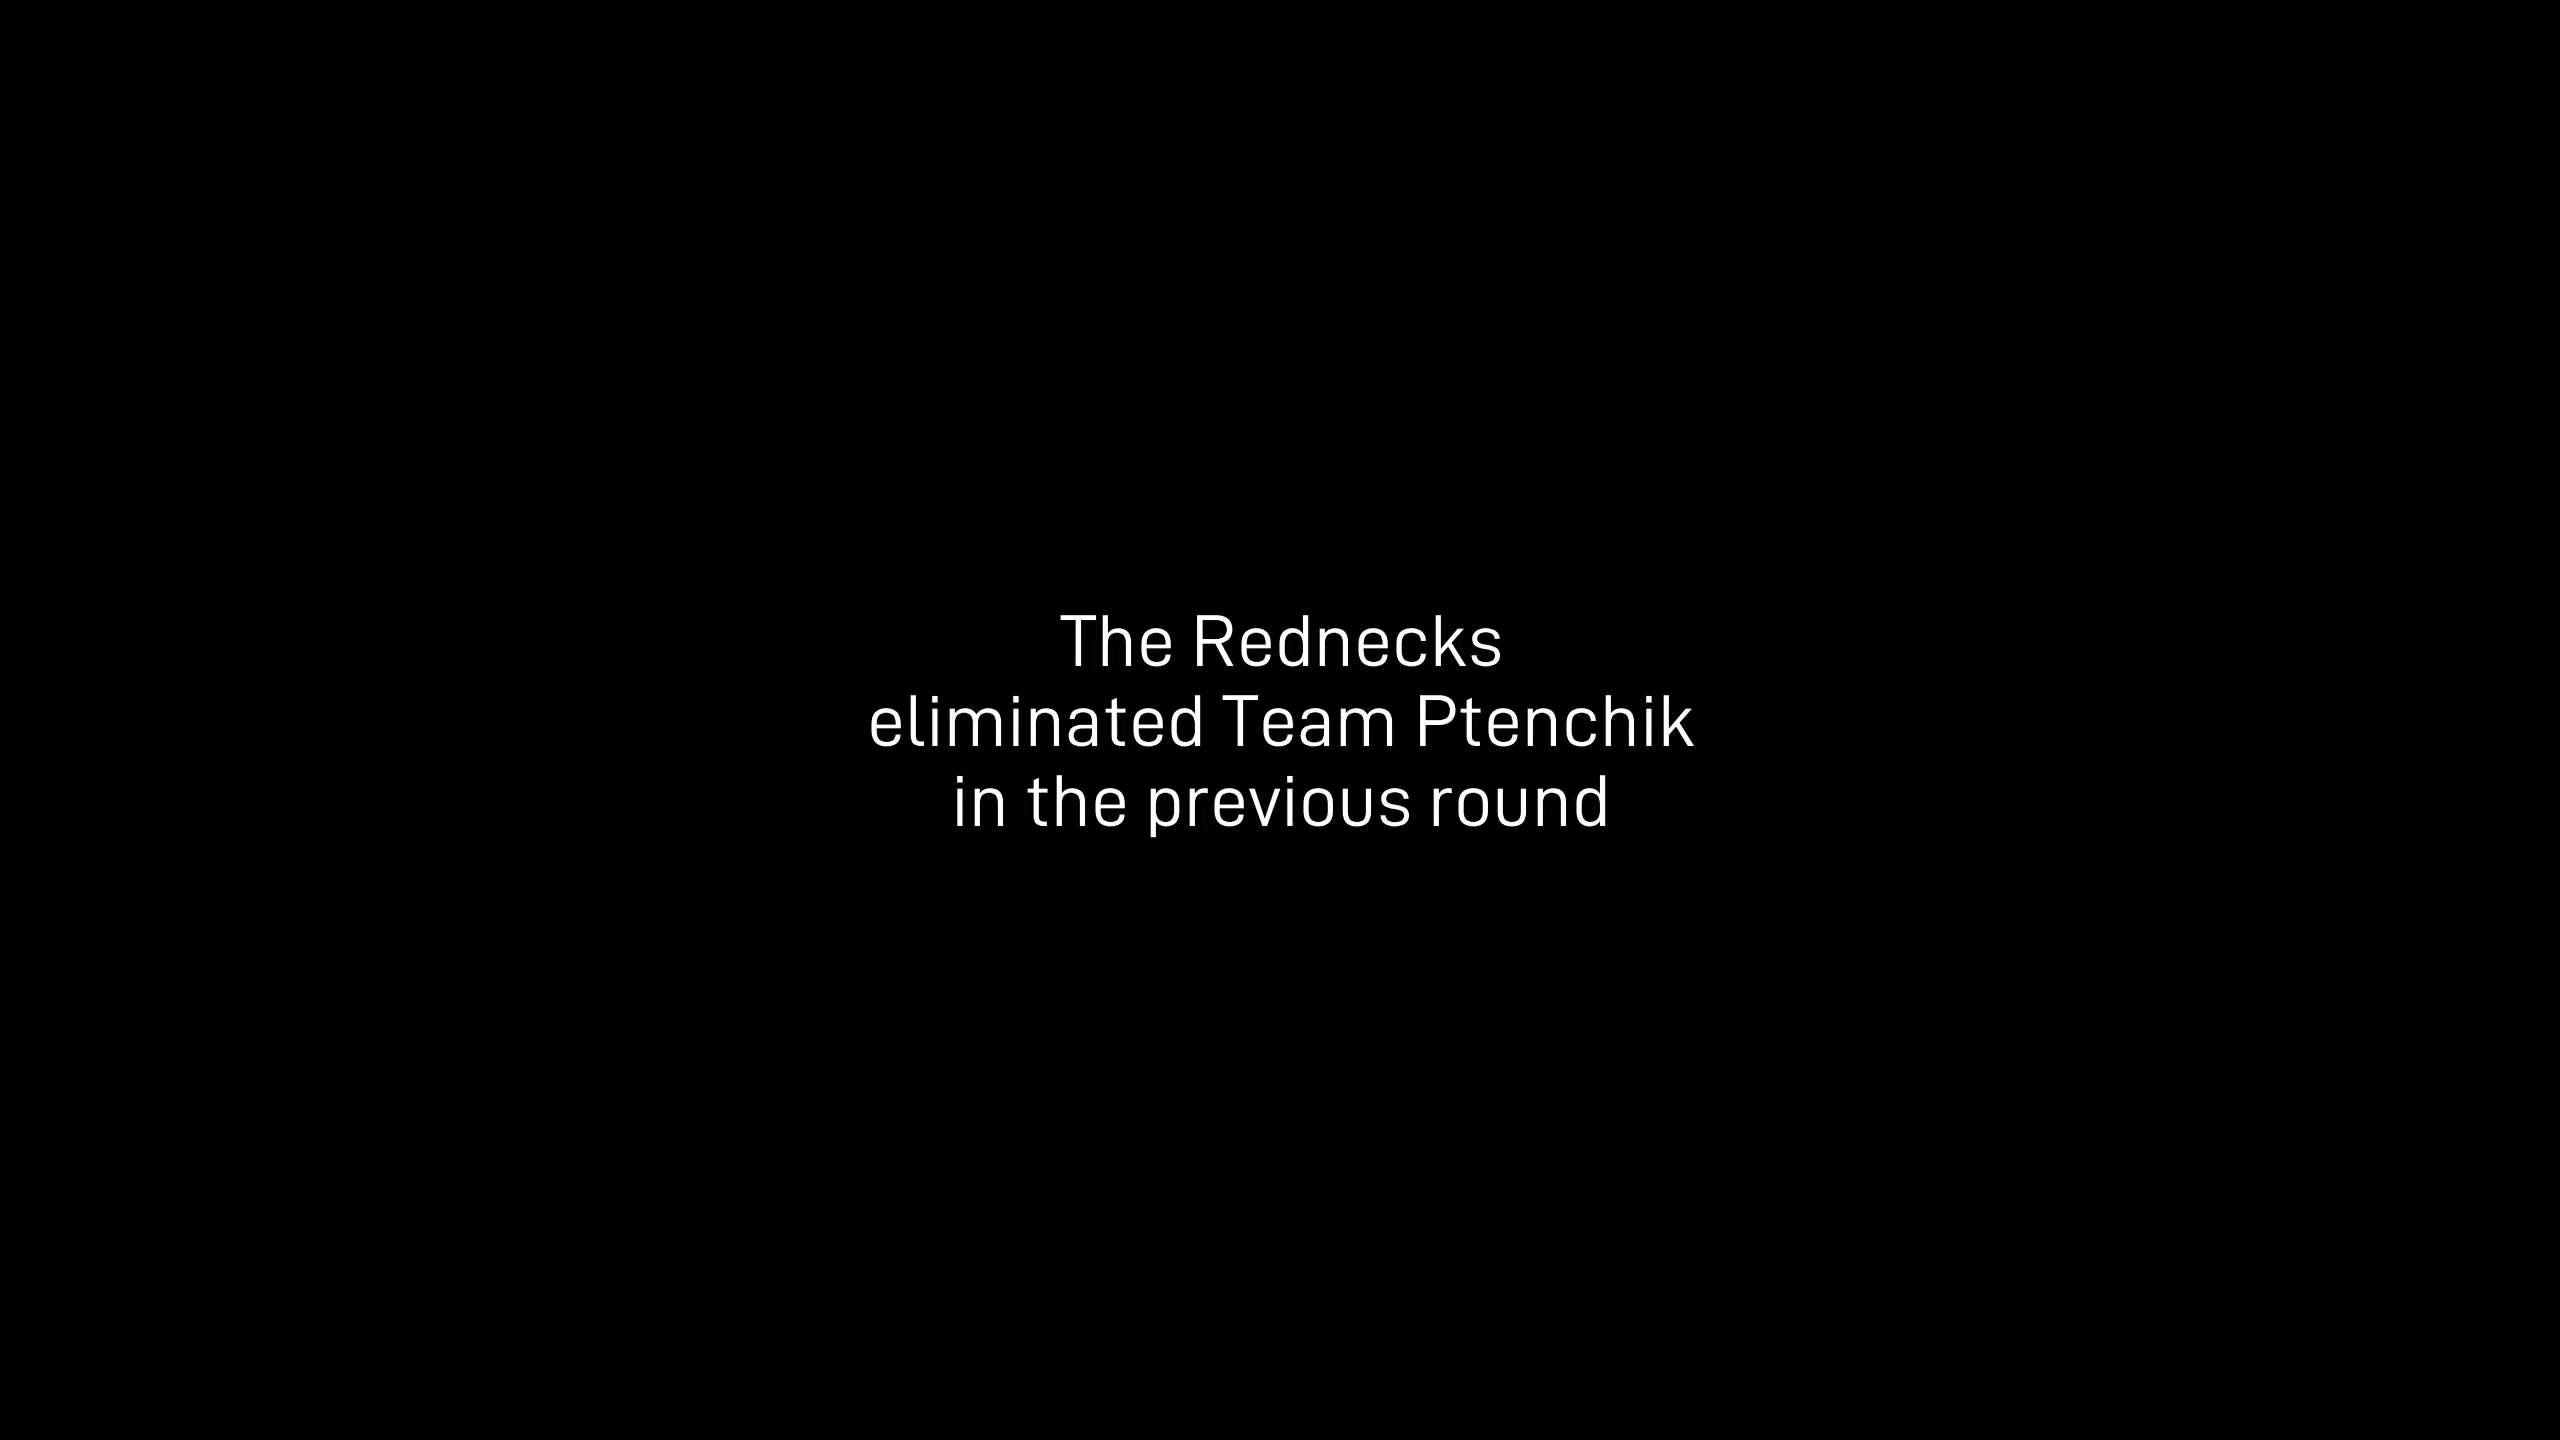 The Rednecks
eliminated Team Ptenchik
in the previous round